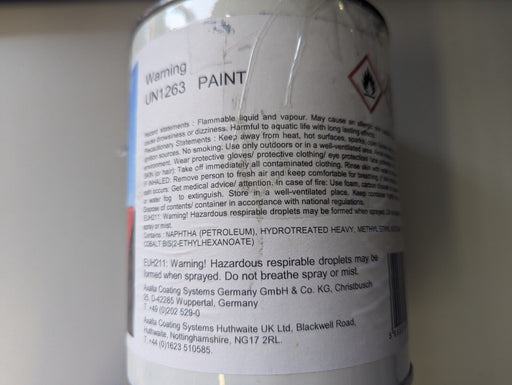 Warning
UN1263 PAINT
Hazard statements : Flammable liquid and vapour. May cause an allergic
cause drowsiness or dizziness. Harmful to aquatic life with long lasting effects.
Precautionary Statements : Keep away from heat, hot surfaces, sparks, open
ignition sources. No smoking. Use only outdoors or in a well-ventilated area.
environment. Wear protective gloves/ protective clothing/ eye protection/ face
(or hair): Take off immediately all contaminated clothing. Rinse skin with
IF INHALED: Remove person to fresh air and keep comfortable for breathing.
rash occurs: Get medical advice/ attention. In case of fire: Use foam, carbon
or water fog to extinguish. Store in a well-ventilated place. Keep container
Dispose of contents/ container in accordance with national regulations.
EUH211: Warning! Hazardous respirable droplets may be formed when sprayed.
spray or mist.
Contains : NAPHTHA (PETROLEUM), HYDROTREATED HEAVY, METHYL ETHYL
COBALT BIS(2-ETHYLHEXANOATE)
EUH211: Warning! Hazardous respirable droplets may be
formed when sprayed. Do not breathe spray or mist.
Axalta Coating Systems Germany GmbH & Co. KG, Christbusch
25, D-42285 Wuppertal, Germany
T. +49 (0)202 529-0
Axalta Coating Systems Huthwaite UK Ltd, Blackwell Road,
Huthwaite, Nottinghamshire, NG17 2RL.
T. +44 (0)1623 510585.